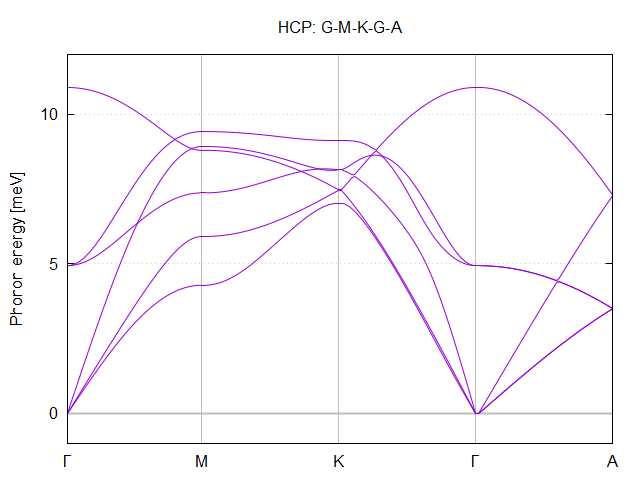 HCP: G-M-K-G-A
10
5
0
Phonon energy [meV]
Γ M K Γ A